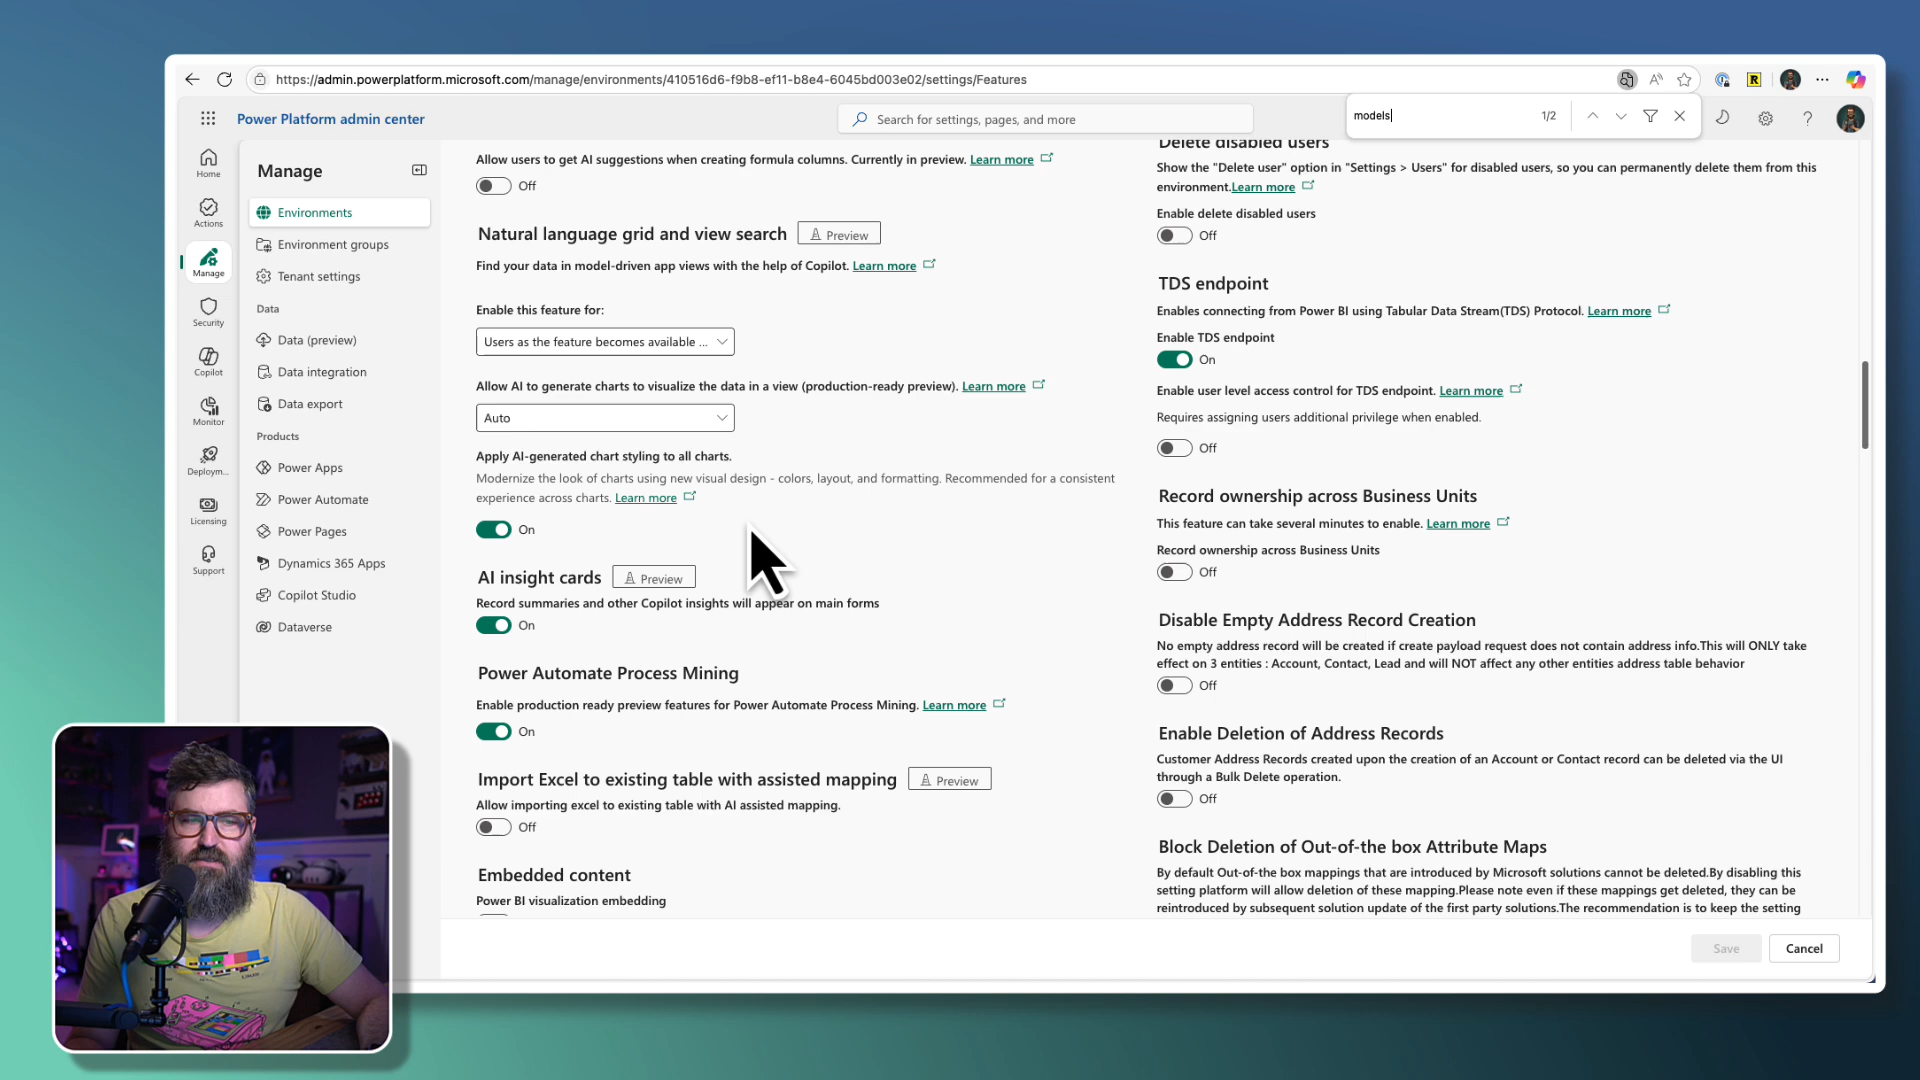 https://admin.powerplatform.microsoft.com/manage/environments/410516d6-f9b8-ef11-b8e4-6045bd003e02/settings/Features
Power Platform admin center
Search for settings, pages, and more
models
1/2
Home
Actions
Manage
Security
Copilot
Monitor
Deploym...
Licensing
Support
Manage
Environments
Environment groups
Tenant settings
Data
Data (preview)
Data integration
Data export
Products
Power Apps
Power Automate
Power Pages
Dynamics 365 Apps
Copilot Studio
Dataverse
Allow users to get AI suggestions when creating formula columns. Currently in preview. Learn more
Off
Natural language grid and view search
Preview
Find your data in model-driven app views with the help of Copilot. Learn more
Enable this feature for:
Users as the feature becomes available ...
Allow AI to generate charts to visualize the data in a view (production-ready preview). Learn more
Auto
Apply AI-generated chart styling to all charts.
Modernize the look of charts using new visual design - colors, layout, and formatting. Recommended for a consistent
experience across charts. Learn more
On
AI insight cards
Preview
Record summaries and other Copilot insights will appear on main forms
On
Power Automate Process Mining
Enable production ready preview features for Power Automate Process Mining. Learn more
On
Import Excel to existing table with assisted mapping
Preview
Allow importing excel to existing table with AI assisted mapping.
Off
Embedded content
Power BI visualization embedding
Delete disabled users
Show the "Delete user" option in "Settings > Users" for disabled users, so you can permanently delete them from this
environment.Learn more
Enable delete disabled users
Off
TDS endpoint
Enables connecting from Power BI using Tabular Data Stream(TDS) Protocol. Learn more
Enable TDS endpoint
On
Enable user level access control for TDS endpoint. Learn more
Requires assigning users additional privilege when enabled.
Off
Record ownership across Business Units
This feature can take several minutes to enable. Learn more
Record ownership across Business Units
Off
Disable Empty Address Record Creation
No empty address record will be created if create payload request does not contain address info.This will ONLY take
effect on 3 entities : Account, Contact, Lead and will NOT affect any other entities address table behavior
Off
Enable Deletion of Address Records
Customer Address Records created upon the creation of an Account or Contact record can be deleted via the UI
through a Bulk Delete operation.
Off
Block Deletion of Out-of-the box Attribute Maps
By default Out-of-the box mappings that are introduced by Microsoft solutions cannot be deleted.By disabling this
setting platform will allow deletion of these mapping.Please note even if these mappings get deleted, they can be
reintroduced by subsequent solution update of the first party solutions.The recommendation is to keep the setting
Save
Cancel